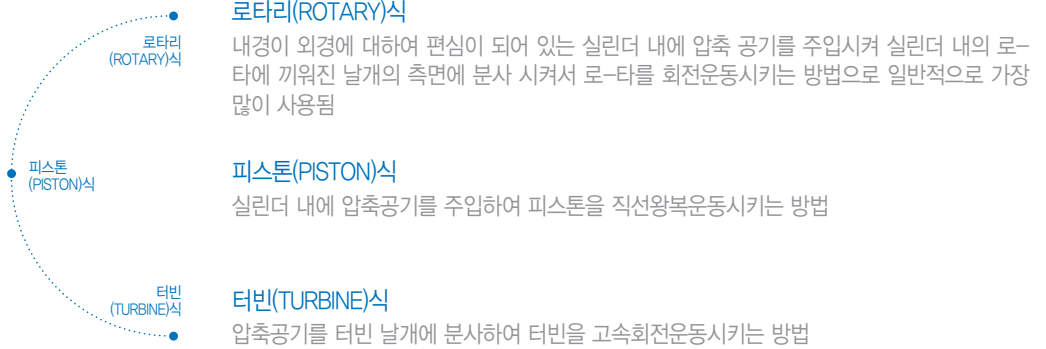 로타리
(ROTARY)식
로타리(ROTARY)식
내경이 외경에 대하여 편심이 되어 있는 실린더 내에 압축 공기를 주입시켜 실린더 내의 로-
타에 끼워진 날개의 측면에 분사 시켜서 로-타를 회전운동시키는 방법으로 일반적으로 가장
많이 사용됨
피스톤
(PISTON)식
피스톤(PISTON)식
실린더 내에 압축공기를 주입하여 피스톤을 직선왕복운동시키는 방법
터빈
(TURBINE)식
터빈(TURBINE)식
압축공기를 터빈 날개에 분사하여 터빈을 고속회전운동시키는 방법